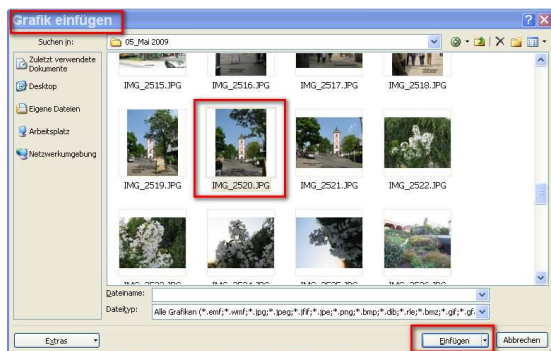 Grafik einfügen
Suchen in:
05_Mai 2009
Zuletzt verwendete
Dokumente
Desktop
Eigene Dateien
Arbeitsplatz
Netzwerkumgebung
IMG_2515.JPG IMG_2516.JPG IMG_2517.JPG IMG_2518.JPG
IMG_2519.JPG IMG_2520.JPG IMG_2521.JPG IMG_2522.JPG
Dateiname:
Dateityp:
Alle Grafiken (*.emf;*.wmf;*.jpg;*.jpeg;*.jfif;*.jpe;*.png;*.bmp;*.dib;*.rle;*.bmz;*.gif;*.gf
Extras
Einfügen
Abbrechen